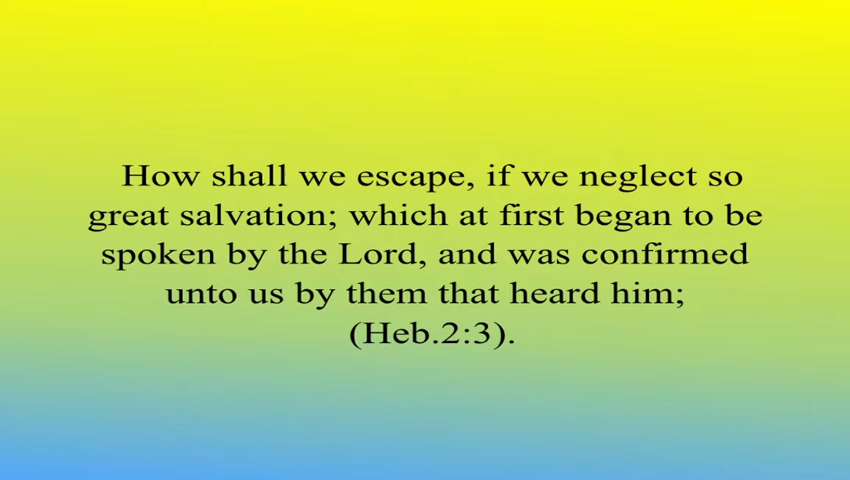 How shall we escape, if we neglect so
great salvation; which at first began to be
spoken by the Lord, and was confirmed
unto us by them that heard him;
(Heb.2:3).